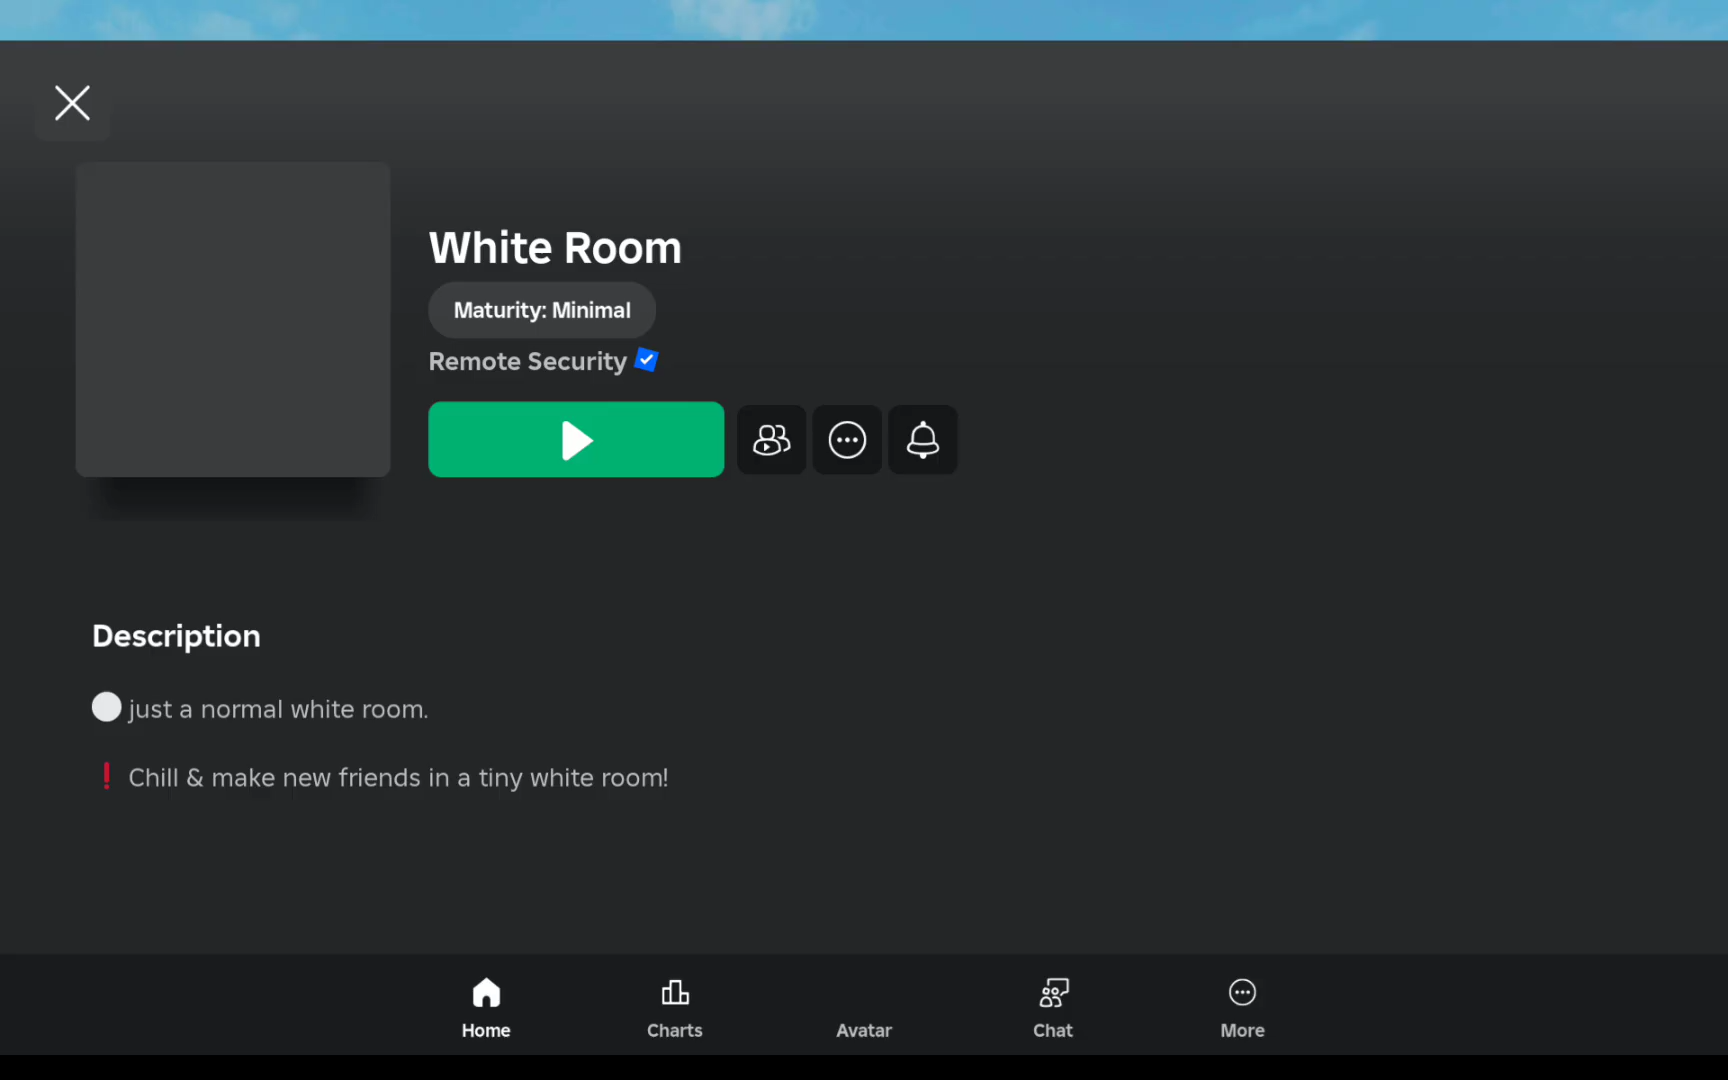 White Room
Maturity: Minimal
Remote Security
Description
just a normal white room.
❗ Chill & make new friends in a tiny white room!
Home
Charts
Avatar
Chat
More